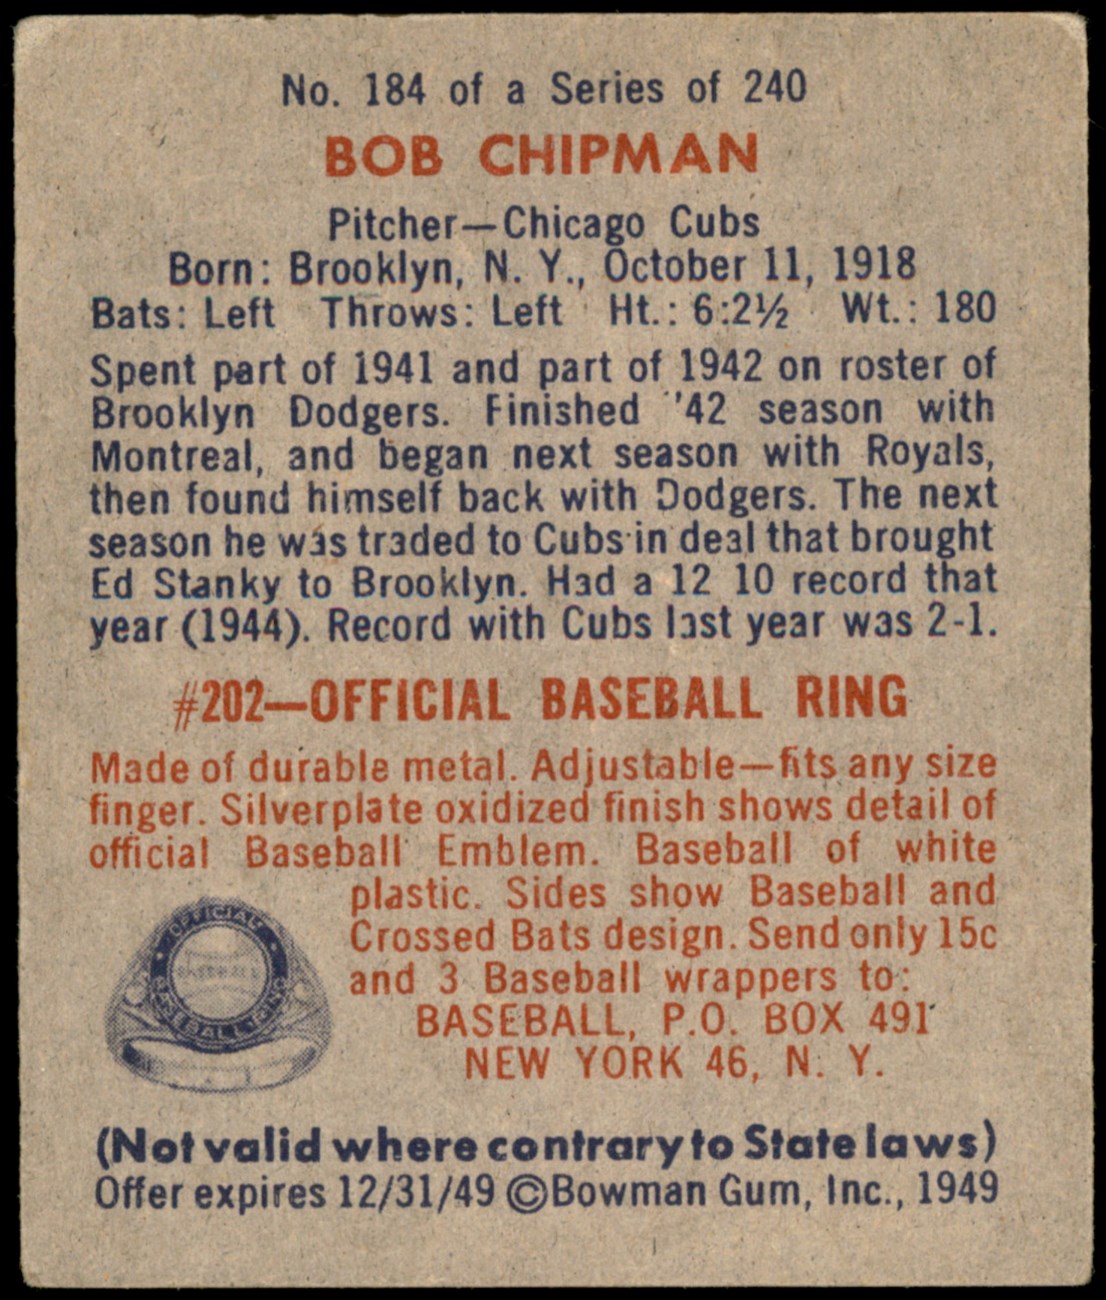 No. 184 of a Series of 240
BOB CHIPMAN
Pitcher—Chicago Cubs
Born: Brooklyn, N. Y., October 11, 1918
Bats: Left Throws: Left Ht.: 6:2½ Wt.: 180
Spent part of 1941 and part of 1942 on roster of
Brooklyn Dodgers. Finished '42 season with
Montreal, and began next season with Royals,
then found himself back with Dodgers. The next
season he was traded to Cubs in deal that brought
Ed Stanky to Brooklyn. Had a 12 10 record that
year (1944). Record with Cubs last year was 2-1.
#202—OFFICIAL BASEBALL RING
Made of durable metal. Adjustable—fits any size
finger. Silverplate oxidized finish shows detail of
official Baseball Emblem. Baseball of white
plastic. Sides show Baseball and
Crossed Bats design. Send only 15c
and 3 Baseball wrappers to:
BASEBALL, P.O. BOX 491
NEW YORK 46, N. Y.
OFFICIAL
BASEBALL
BASEBALL RING
(Not valid where contrary to State laws)
Offer expires 12/31/49 ©Bowman Gum, Inc., 1949